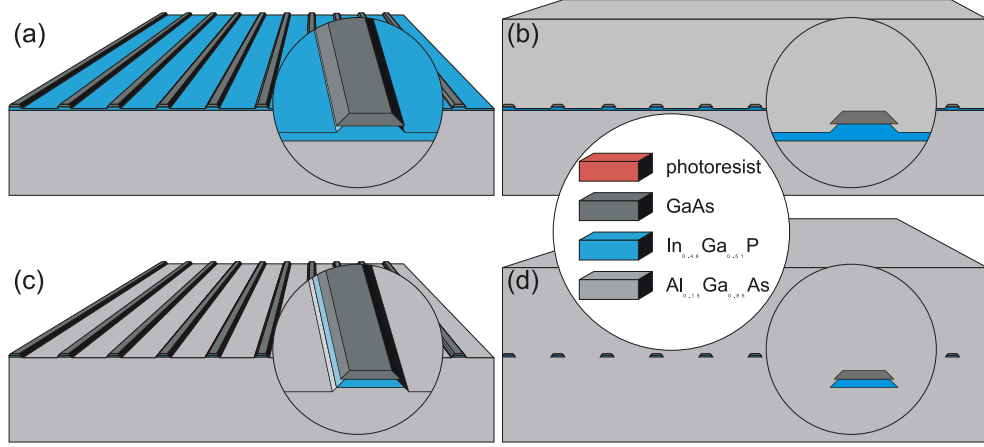 (a)
(b)
photoresist
GaAs
In0.49Ga0.51P
Al0.15Ga0.85As
(c)
(d)